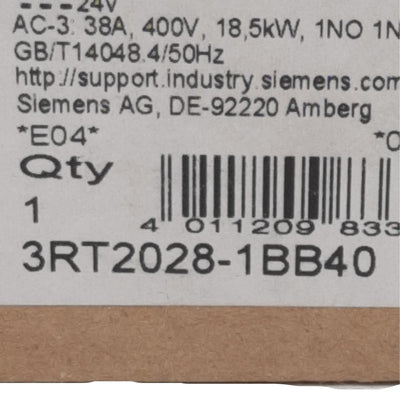 24V
AC-3: 38A, 400V, 18,5kW, 1NO 1N
GB/T14048.4/50Hz
http://support.industry.siemens.com
Siemens AG, DE-92220 Amberg
*E04*
Qty
1
4 011209 833
3RT2028-1BB40